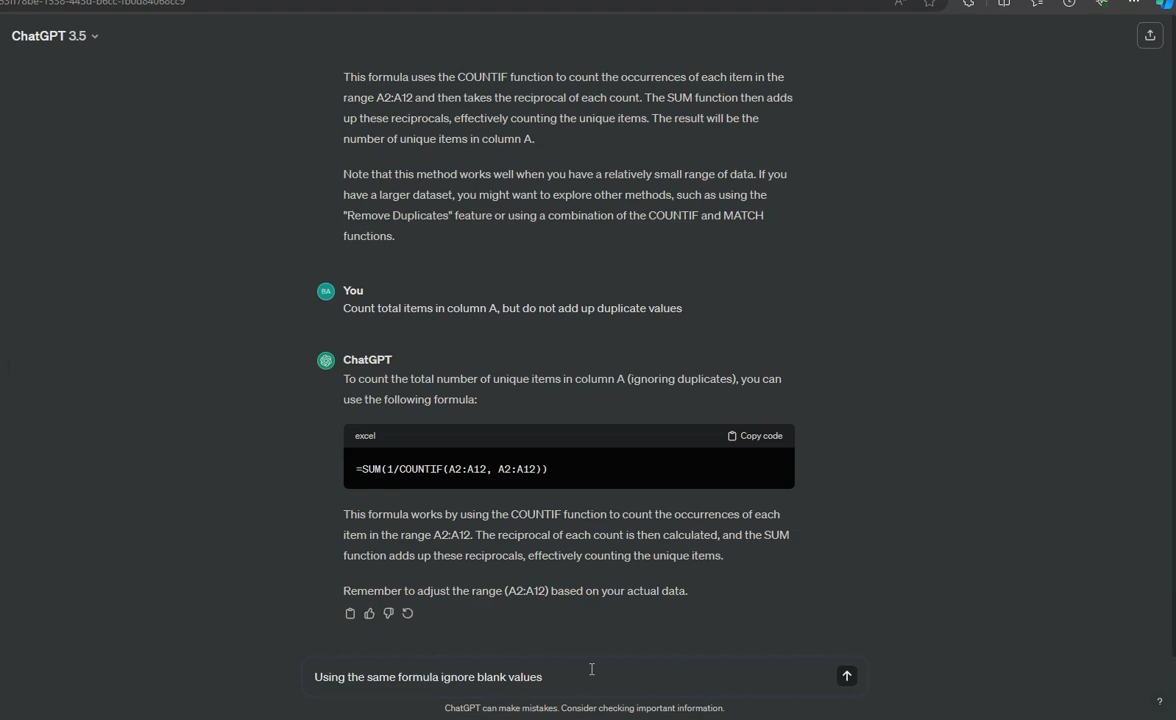 ChatGPT 3.5
This formula uses the COUNTIF function to count the occurrences of each item in the
range A2:A12 and then takes the reciprocal of each count. The SUM function then adds
up these reciprocals, effectively counting the unique items. The result will be the
number of unique items in column A.
Note that this method works well when you have a relatively small range of data. If you
have a larger dataset, you might want to explore other methods, such as using the
"Remove Duplicates" feature or using a combination of the COUNTIF and MATCH
functions.
BA
You
Count total items in column A, but do not add up duplicate values
ChatGPT
To count the total number of unique items in column A (ignoring duplicates), you can
use the following formula:
excel Copy code
=SUM(1/COUNTIF(A2:A12, A2:A12))
This formula works by using the COUNTIF function to count the occurrences of each
item in the range A2:A12. The reciprocal of each count is then calculated, and the SUM
function adds up these reciprocals, effectively counting the unique items.
Remember to adjust the range (A2:A12) based on your actual data.
Using the same formula ignore blank values
ChatGPT can make mistakes. Consider checking important information.
?